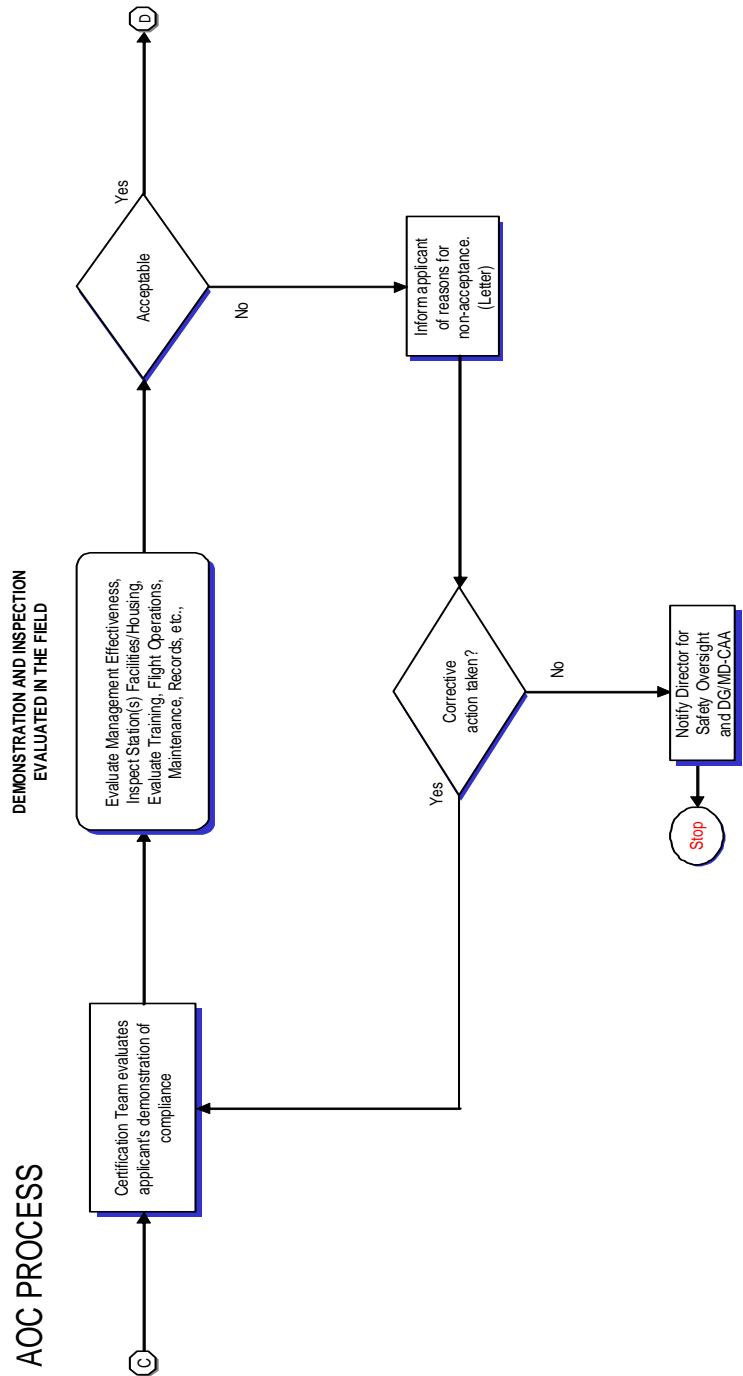 AOC PROCESS
DEMONSTRATION AND INSPECTION
EVALUATED IN THE FIELD
C
Certification Team evaluates
applicant's demonstration of
compliance
Evaluate Management Effectiveness,
Inspect Station(s) Facilities/Housing,
Evaluate Training, Flight Operations,
Maintenance, Records, etc.,
Acceptable
Yes
D
No
Inform applicant
of reasons for
non-acceptance.
(Letter)
Corrective
action taken?
Yes
No
Notify Director for
Safety Oversight
and DG/MD-CAA
Stop